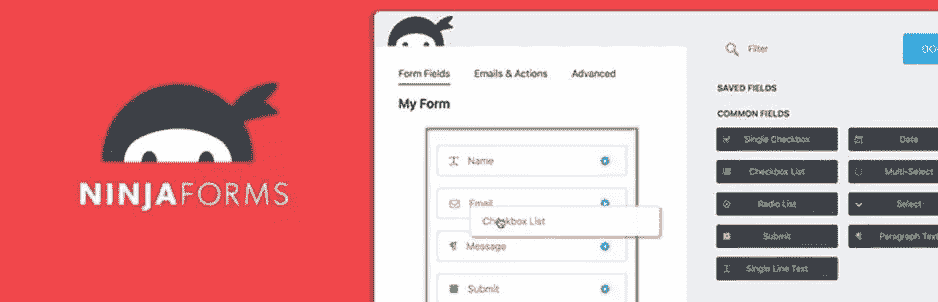 NINJAFORMS
Form Fields
Emails & Actions
Advanced
My Form
Name
Email
Checkbox List
Message
Submit
Filter
DO
SAVED FIELDS
COMMON FIELDS
Single Checkbox
Date
Checkbox List
Multi-Select
Radio List
Select
Submit
Paragraph Text
Single Line Text